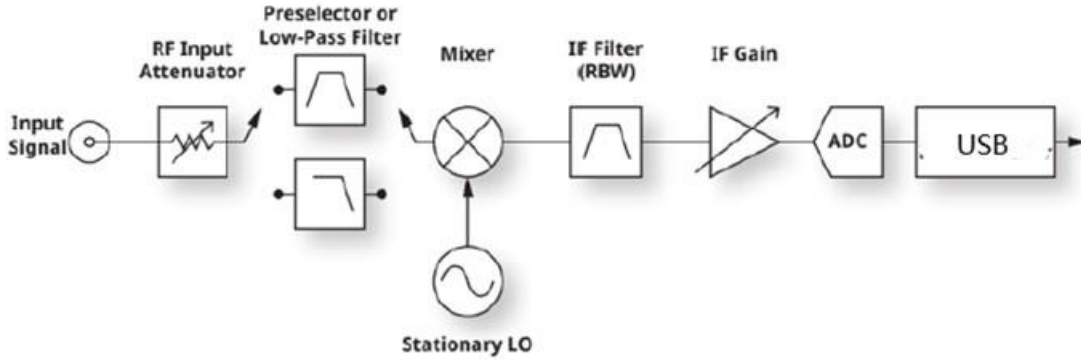 Preselector or
Low-Pass Filter
RF Input
Attenuator
Mixer
IF Filter
(RBW)
IF Gain
Input
Signal
ADC
USB
Stationary LO